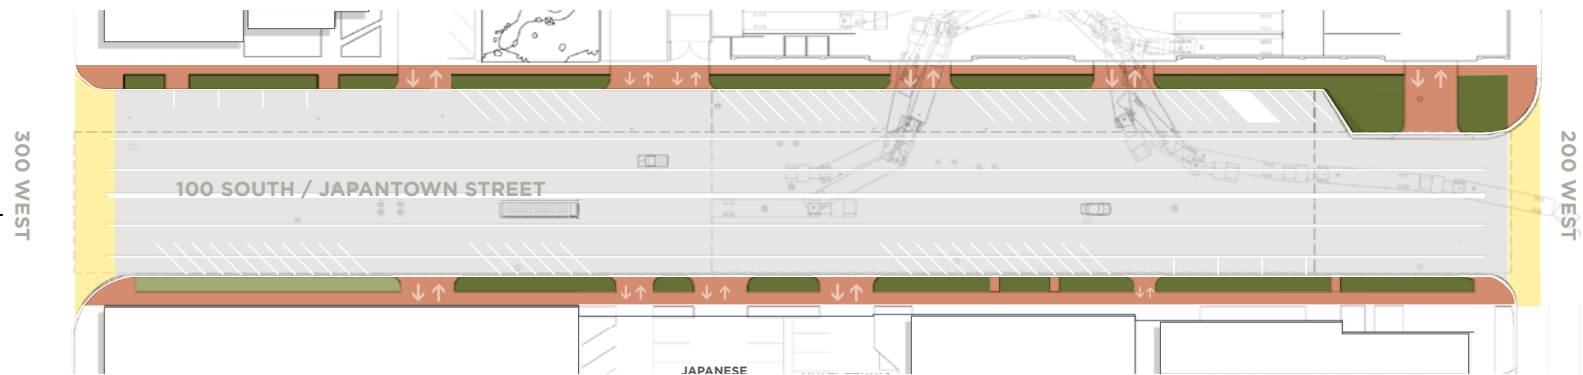 300 WEST
100 SOUTH / JAPANTOWN STREET
200 WEST
JAPANESE